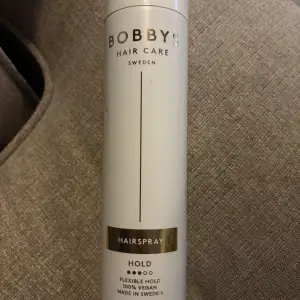 BOBBYS
HAIR CARE
SWEDEN
HAIRSPRAY
HOLD
FLEXIBLE HOLD
100% VEGAN
MADE IN SWEDEN